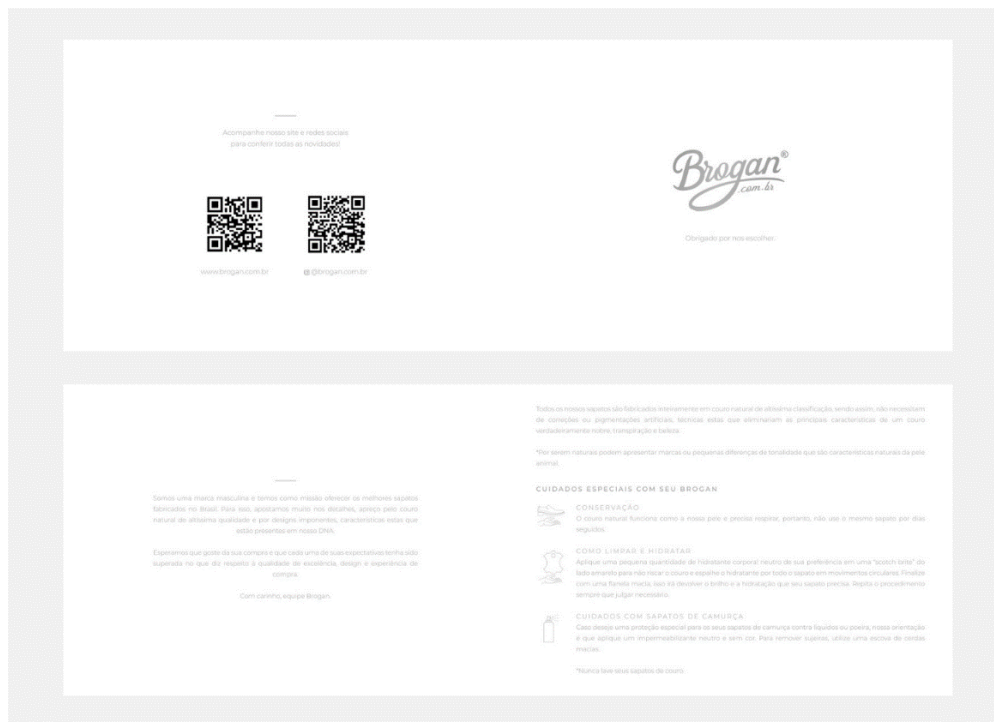 Acompanhe nosso site e redes sociais
para conferir todas as novidades!
www.brogan.com.br
@brogan.com.br
Brogan®
.com.br
Obrigado por nos escolher.
Somos uma marca masculina e temos como missão oferecer os melhores sapatos
fabricados no Brasil. Para isso, apostamos muito nos detalhes, apreço pelo couro
natural de altíssima qualidade e por designs imponentes, características estas que
estão presentes em nosso DNA.
Esperamos que goste da sua compra e que cada uma de suas expectativas tenha sido
superada no que diz respeito à qualidade de excelência, design e experiência de
compra.
Com carinho, equipe Brogan.
Todos os nossos sapatos são fabricados inteiramente em couro natural de altíssima classificação, sendo assim, não necessitam
de correções ou pigmentações artificiais, técnicas estas que eliminariam as principais características de um couro
verdadeiramente nobre, transpiração e beleza.
*Por serem naturais podem apresentar marcas ou pequenas diferenças de tonalidade que são características naturais da pele
animal.
CUIDADOS ESPECIAIS COM SEU BROGAN
CONSERVAÇÃO
O couro natural funciona como a nossa pele e precisa respirar, portanto, não use o mesmo sapato por dias
seguidos.
COMO LIMPAR E HIDRATAR
Aplique uma pequena quantidade de hidratante corporal neutro de sua preferência em uma "scotch brite" do
lado amarelo para não riscar o couro e espalhe o hidratante por todo o sapato em movimentos circulares. Finalize
com uma flanela macia, isso irá devolver o brilho e a hidratação que seu sapato precisa. Repita o procedimento
sempre que julgar necessário.
CUIDADOS COM SAPATOS DE CAMURÇA
Caso deseje uma proteção especial para os seus sapatos de camurça contra líquidos ou poeira, nossa orientação
é que aplique um impermeabilizante neutro e sem cor. Para remover sujeiras, utilize uma escova de cerdas
macias.
*Nunca lave seus sapatos de couro